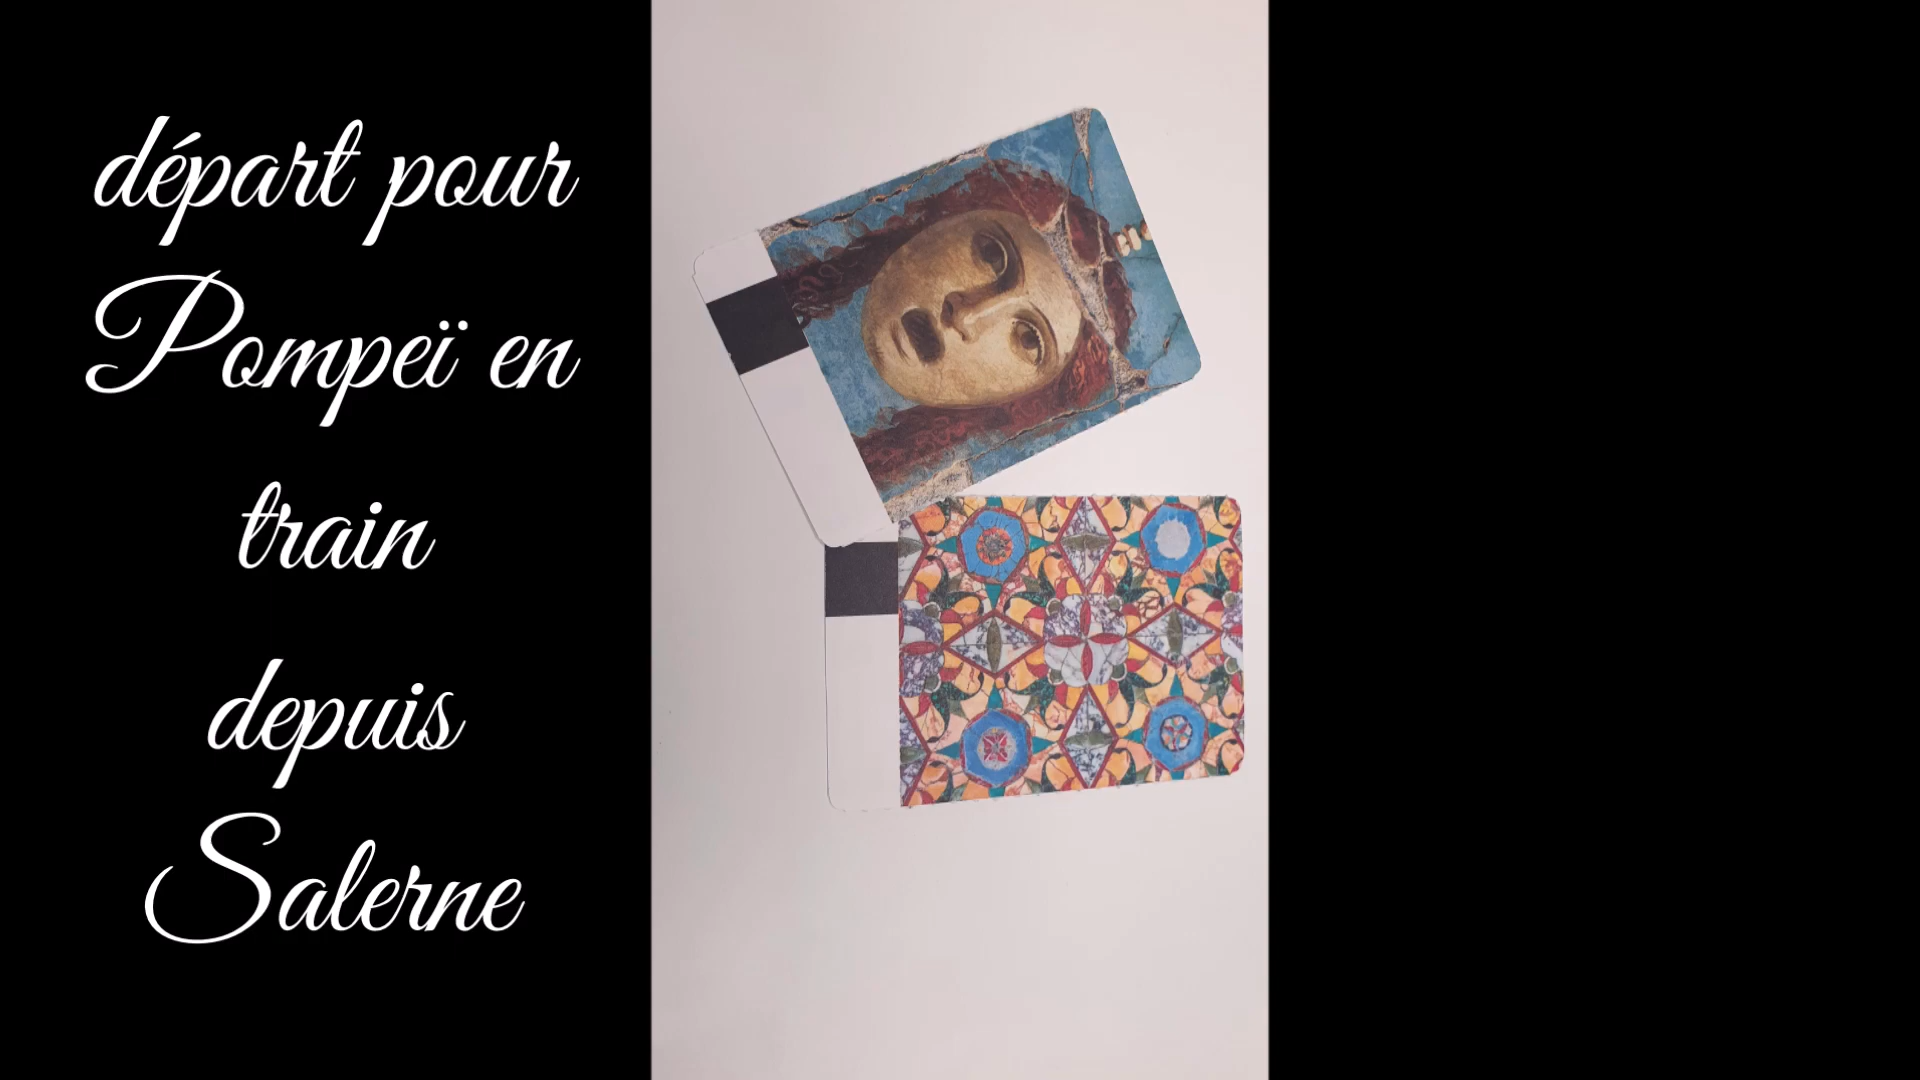 départ pour
Pompeï en
train
depuis
Salerne